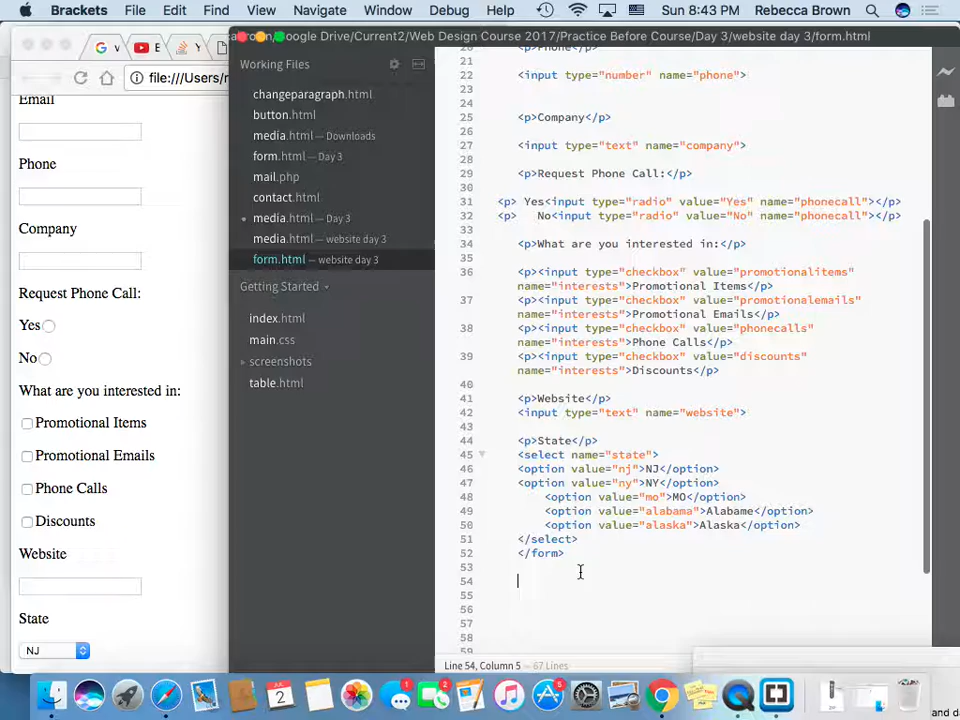 Brackets File Edit Find View Navigate Debug Help Sun 8:43 PM Rebecca Brown
oogle Drive/Current2/Web Design Course 2017/Practice Before Course/Day 3/website day 3/form.html
G v E Y
file:///Users/r
Email
Phone
Company
Request Phone Call:
Yes
No
What are you interested in:
Promotional Items
Promotional Emails
Phone Calls
Discounts
Website
State
NJ
Working Files
changeparagraph.html
button.html
media.html — Downloads
form.html — Day 3
mail.php
contact.html
media.html — Day 3
media.html — website day 3
form.html — website day 3
Getting Started
index.html
main.css
screenshots
table.html
20 <p>Phone</p>
21
22 <input type="number" name="phone">
23
24
25 <p>Company</p>
26
27 <input type="text" name="company">
28
29 <p>Request Phone Call:</p>
30
31 <p> Yes<input type="radio" value="Yes" name="phonecall"></p>
32 <p> No<input type="radio" value="No" name="phonecall"></p>
33
34 <p>What are you interested in:</p>
35
36 <p><input type="checkbox" value="promotionalitems"
name="interests">Promotional Items</p>
37 <p><input type="checkbox" value="promotionalemails"
name="interests">Promotional Emails</p>
38 <p><input type="checkbox" value="phonecalls"
name="interests">Phone Calls</p>
39 <p><input type="checkbox" value="discounts"
name="interests">Discounts</p>
40
41 <p>Website</p>
42 <input type="text" name="website">
43
44 <p>State</p>
45 <select name="state">
46 <option value="nj">NJ</option>
47 <option value="ny">NY</option>
48 <option value="mo">MO</option>
49 <option value="alabama">Alabame</option>
50 <option value="alaska">Alaska</option>
51 </select>
52 </form>
53
54
55
56
57
58
59
Line 54, Column 5 — 67 Lines
2
1
2
and d